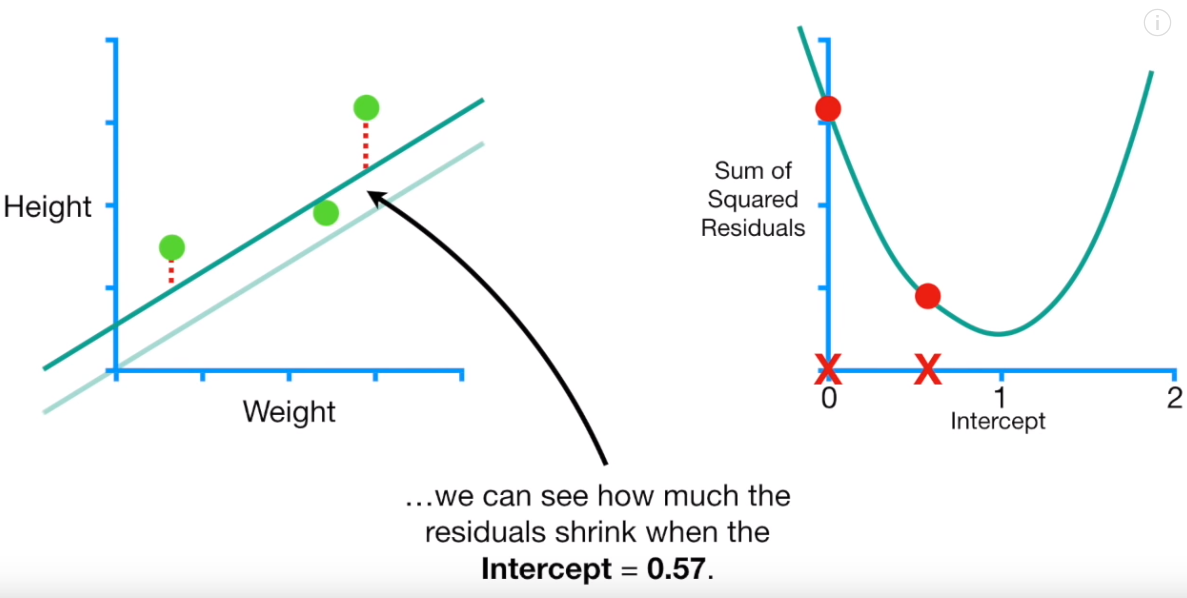 Height
Weight
Sum of
Squared
Residuals
X
X
0
1
2
Intercept
…we can see how much the
residuals shrink when the
Intercept = 0.57.
i